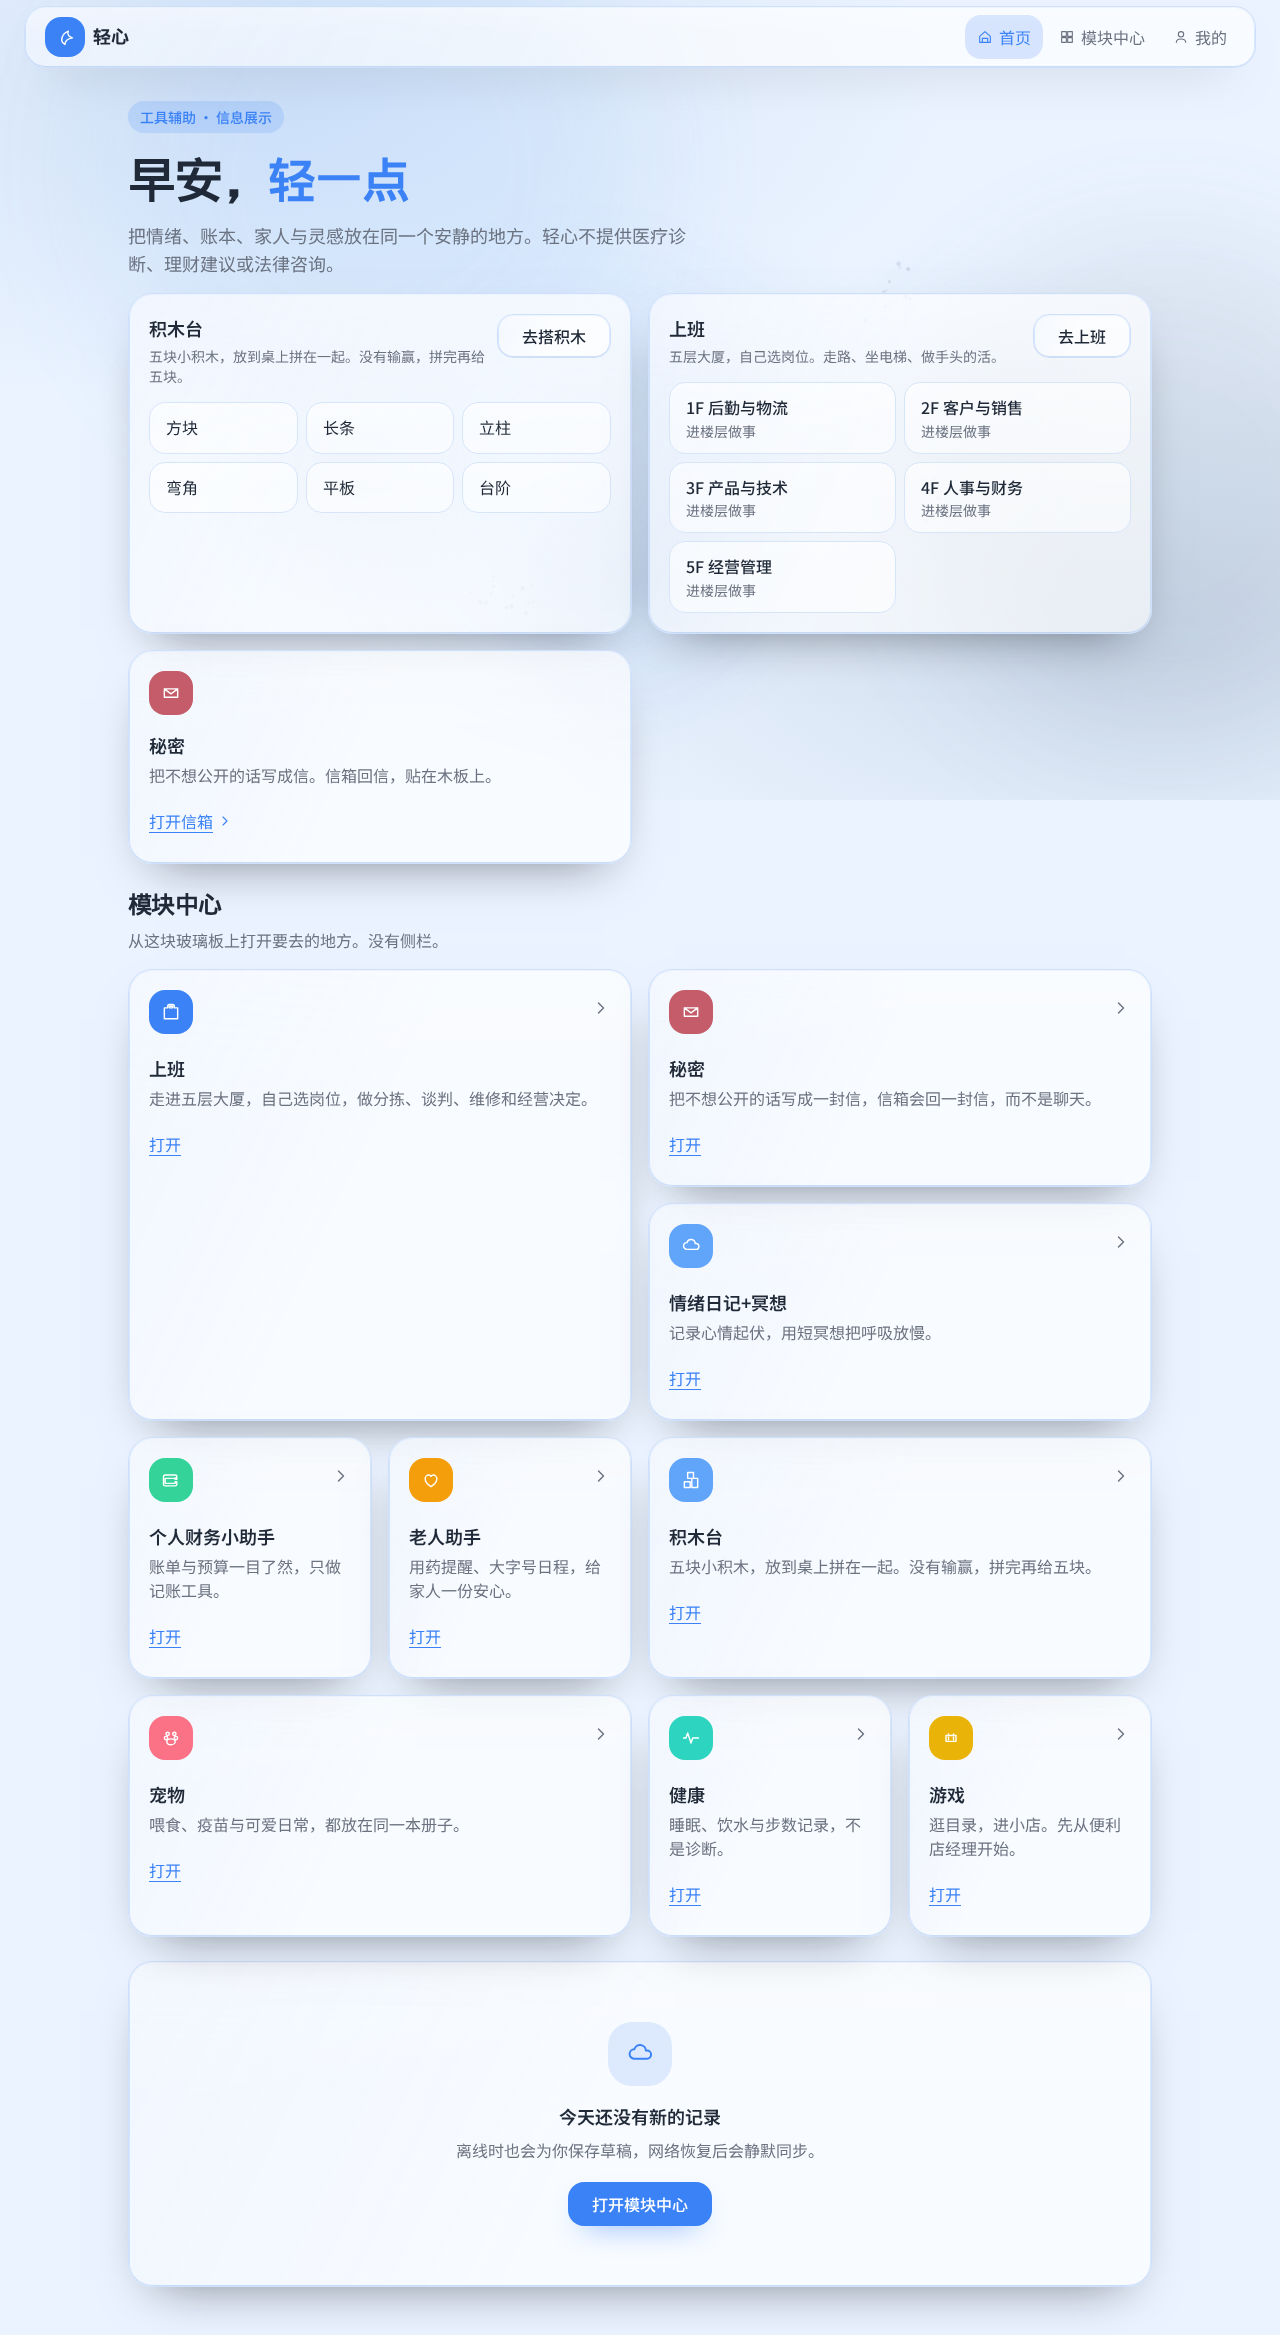 轻心
首页
模块中心
我的
工具辅助 · 信息展示
早安，轻一点
把情绪、账本、家人与灵感放在同一个安静的地方。轻心不提供医疗诊
断、理财建议或法律咨询。
积木台
去搭积木
五块小积木，放到桌上拼在一起。没有输赢，拼完再给
五块。
方块
长条
立柱
弯角
平板
台阶
上班
去上班
五层大厦，自己选岗位。走路、坐电梯、做手头的活。
1F 后勤与物流
进楼层做事
2F 客户与销售
进楼层做事
3F 产品与技术
进楼层做事
4F 人事与财务
进楼层做事
5F 经营管理
进楼层做事
秘密
把不想公开的话写成信。信箱回信，贴在木板上。
打开信箱
模块中心
从这块玻璃板上打开要去的地方。没有侧栏。
上班
走进五层大厦，自己选岗位，做分拣、谈判、维修和经营决定。
打开
秘密
把不想公开的话写成一封信，信箱会回一封信，而不是聊天。
打开
情绪日记+冥想
记录心情起伏，用短冥想把呼吸放慢。
打开
个人财务小助手
账单与预算一目了然，只做
记账工具。
打开
老人助手
用药提醒、大字号日程，给
家人一份安心。
打开
积木台
五块小积木，放到桌上拼在一起。没有输赢，拼完再给五块。
打开
宠物
喂食、疫苗与可爱日常，都放在同一本册子。
打开
健康
睡眠、饮水与步数记录，不
是诊断。
打开
游戏
逛目录，进小店。先从便利
店经理开始。
打开
今天还没有新的记录
离线时也会为你保存草稿，网络恢复后会静默同步。
打开模块中心